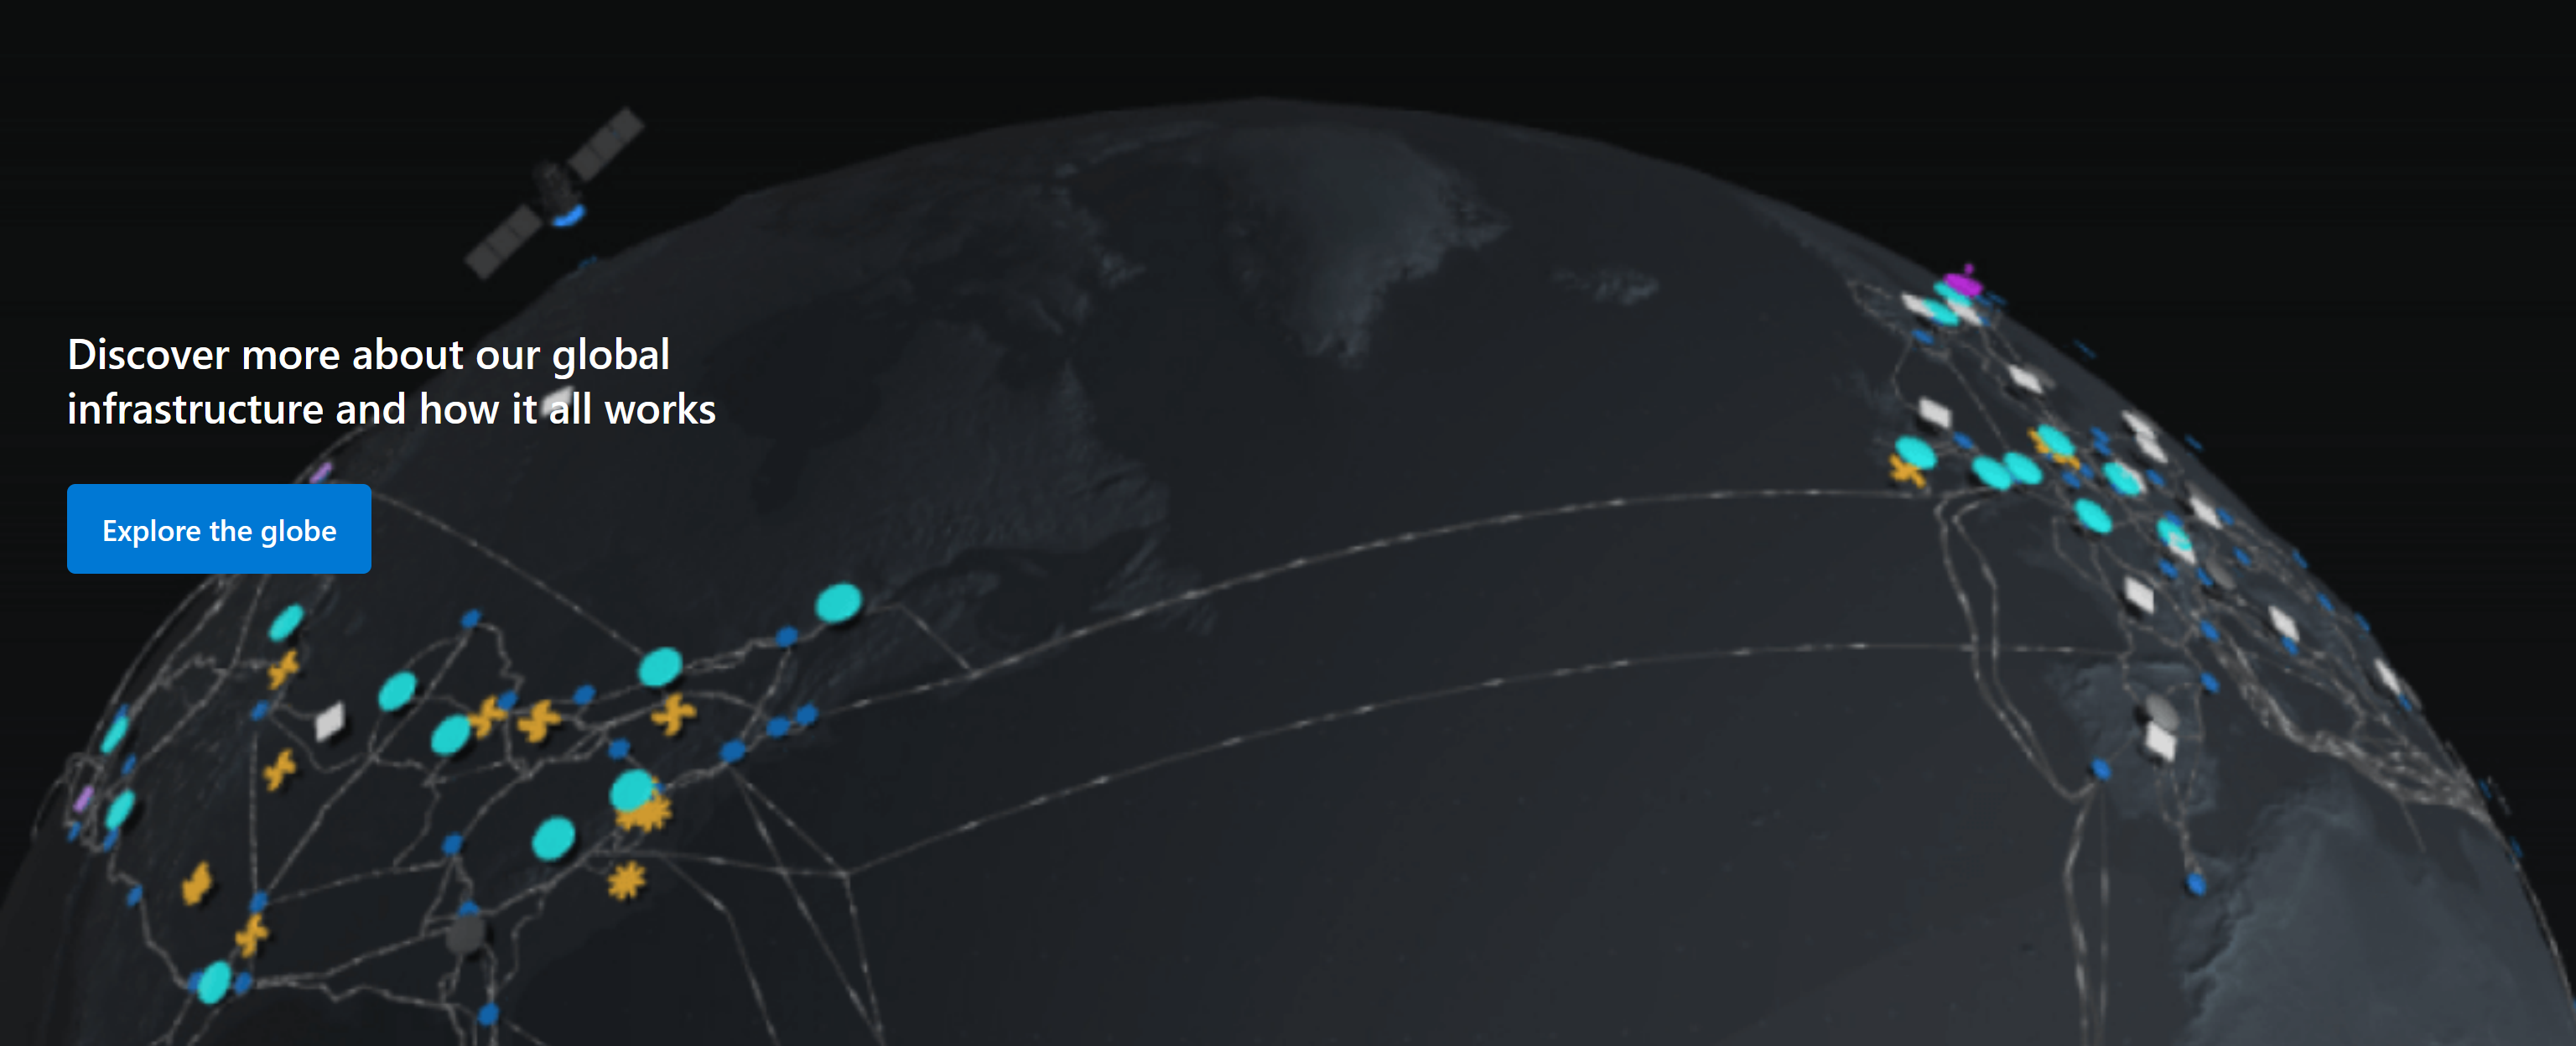 Discover more about our global
infrastructure and how it all works
Explore the globe